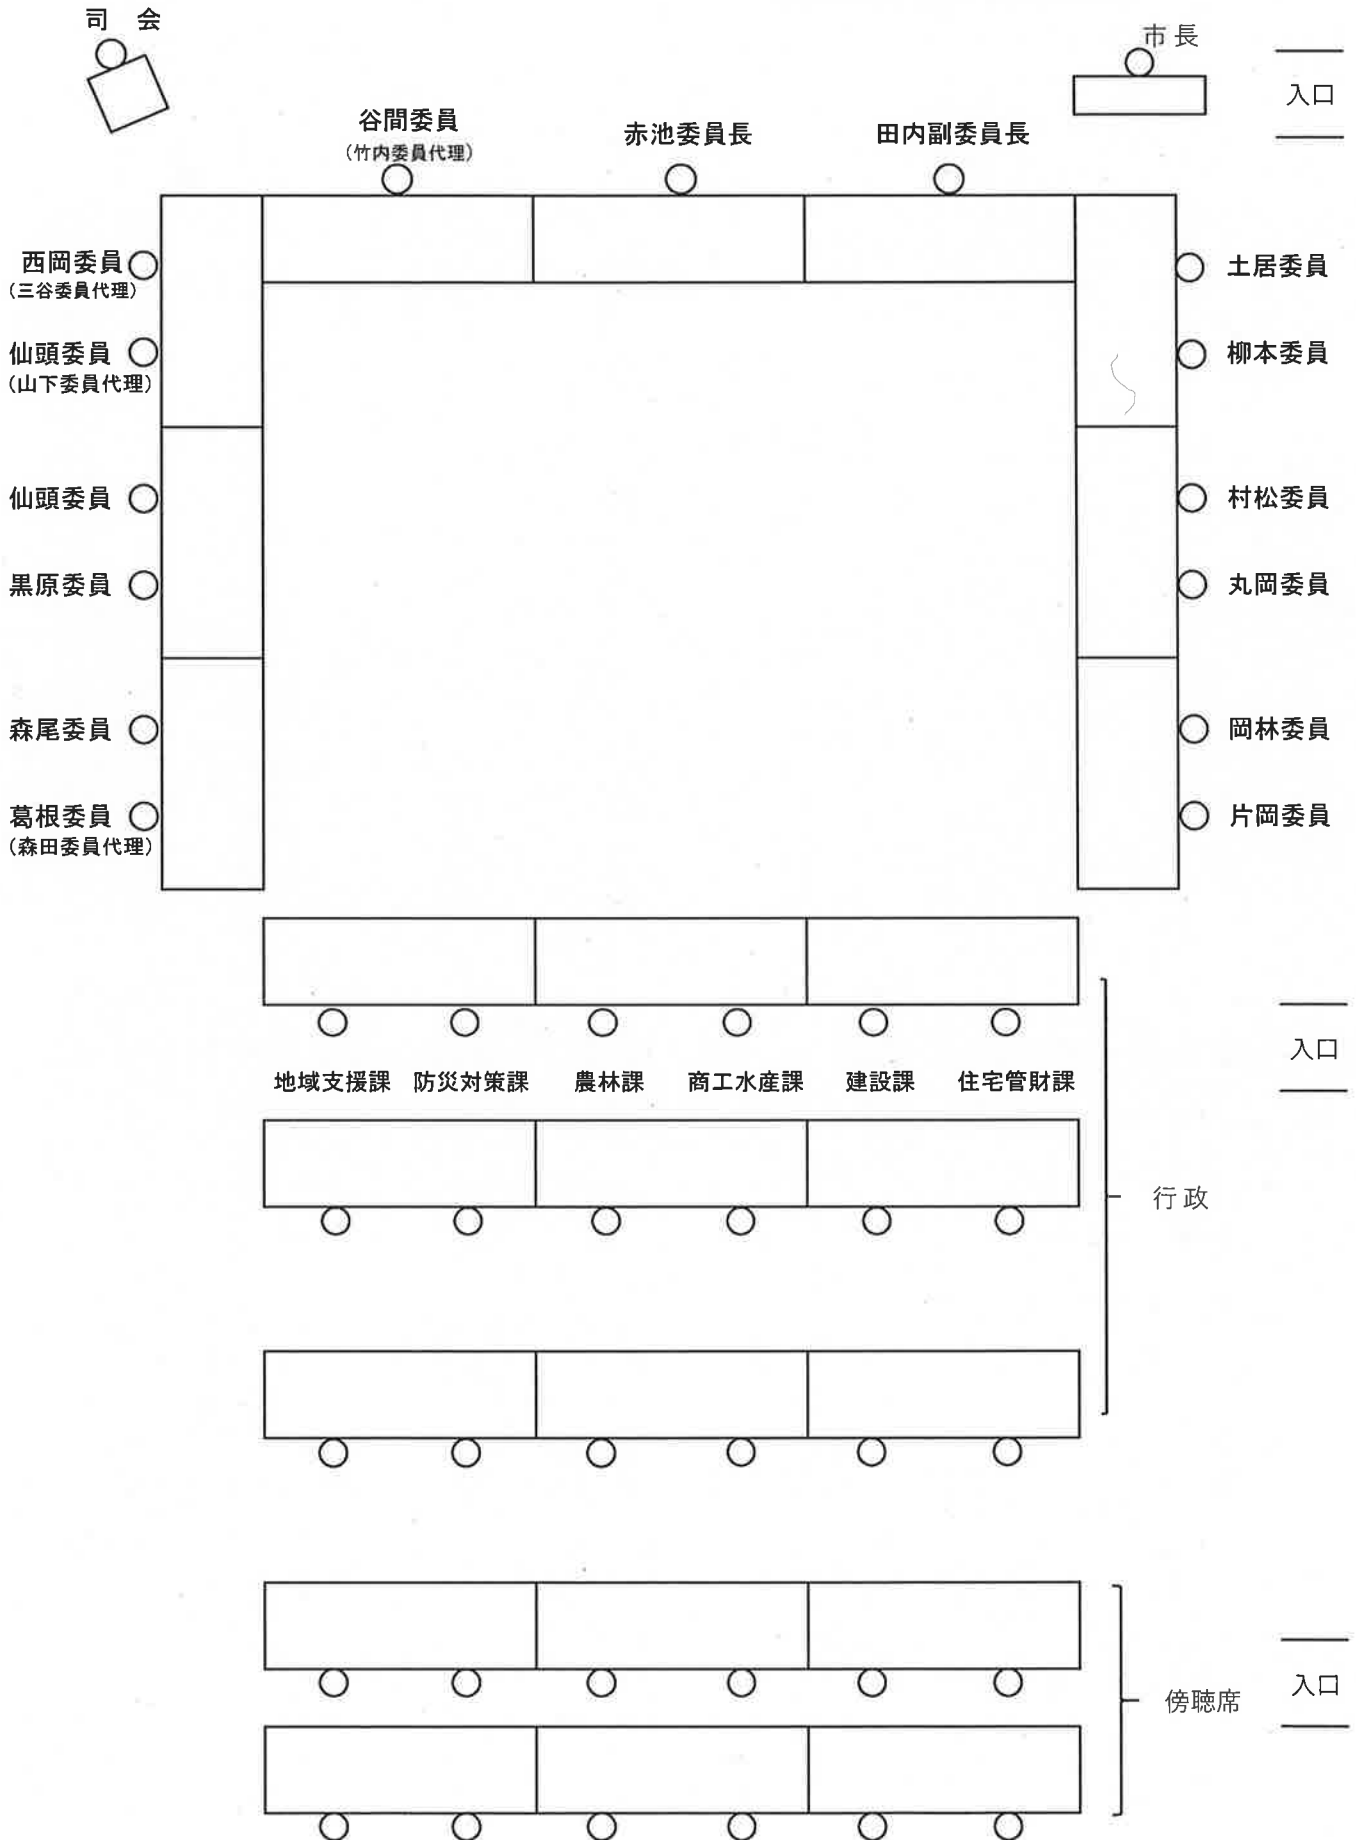 司　会
市長
入口
谷間委員
(竹内委員代理)
赤池委員長
田内副委員長
西岡委員
(三谷委員代理)
土居委員
仙頭委員
(山下委員代理)
柳本委員
仙頭委員
村松委員
黒原委員
丸岡委員
森尾委員
岡林委員
葛根委員
(森田委員代理)
片岡委員
入口
地域支援課　防災対策課　農林課　商工水産課　建設課　住宅管財課
行政
入口
傍聴席